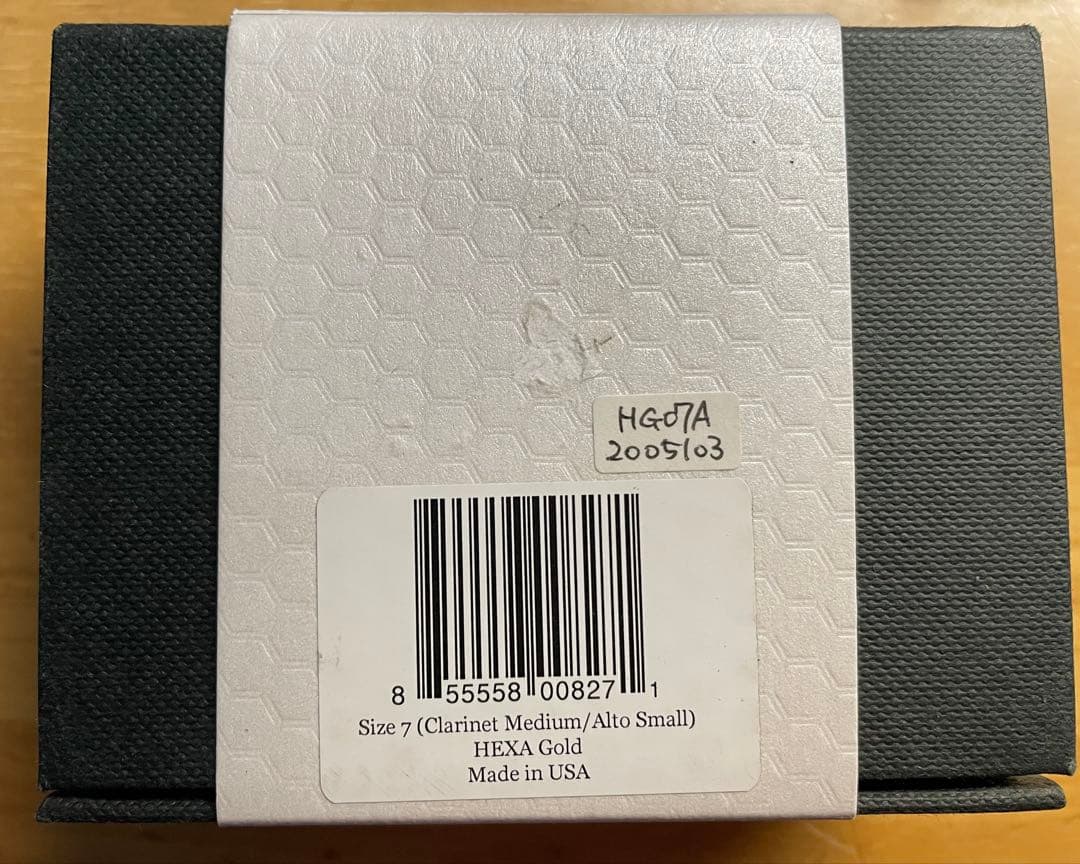 HG07A
2005103
8 55558 00827 1
Size 7 (Clarinet Medium/Alto Small)
HEXA Gold
Made in USA